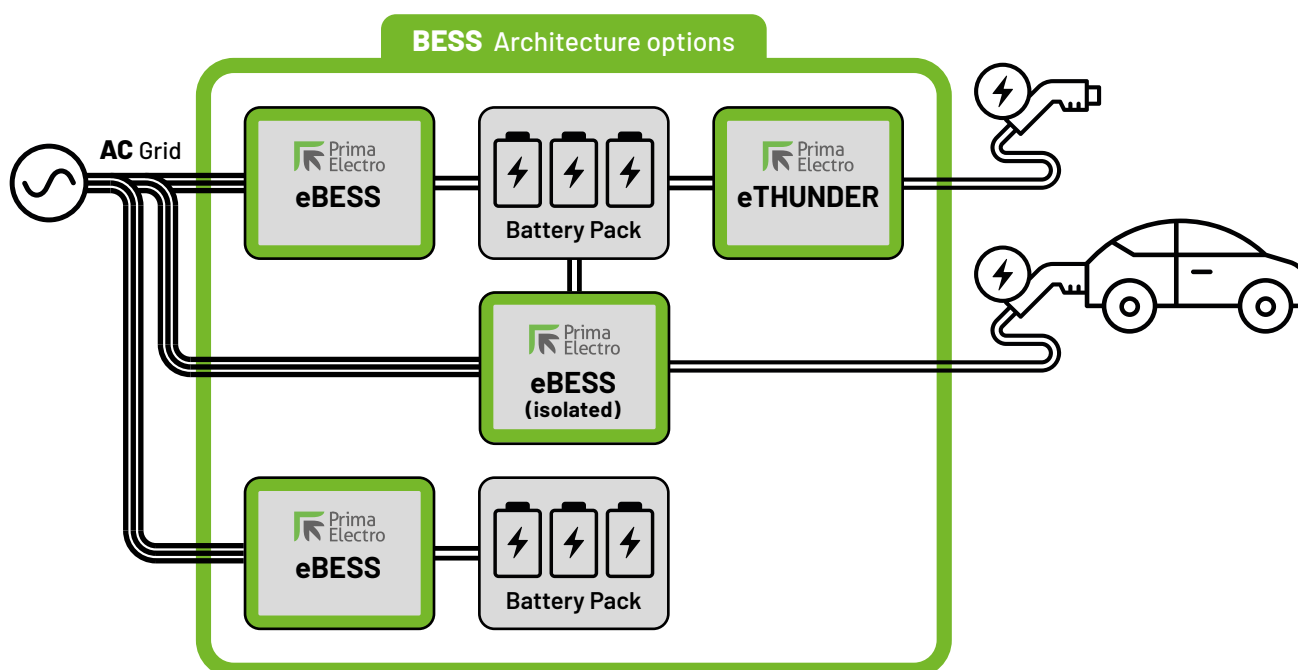 BESS Architecture options
AC Grid
Prima
Electro
eBESS
Battery Pack
Prima
Electro
eTHUNDER
Prima
Electro
eBESS
(isolated)
Prima
Electro
eBESS
Battery Pack